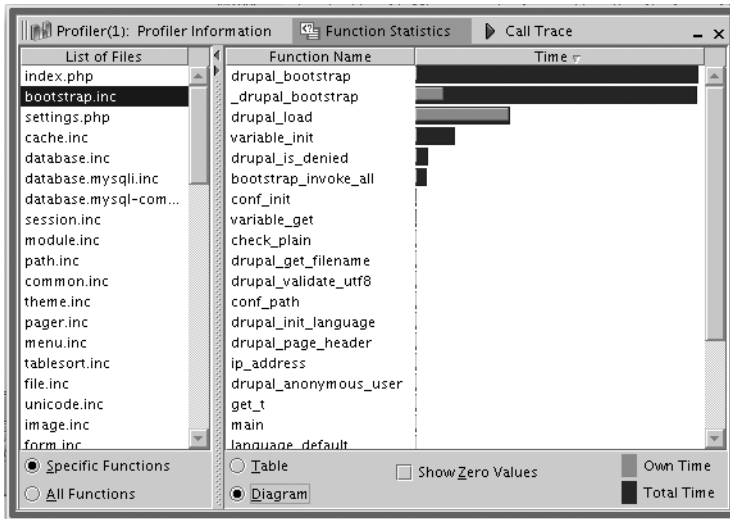 Profiler(1): Profiler Information
Function Statistics
Call Trace
List of Files
index.php
bootstrap.inc
settings.php
cache.inc
database.inc
database.mysqli.inc
database.mysql-com...
session.inc
module.inc
path.inc
common.inc
theme.inc
pager.inc
menu.inc
tablesort.inc
file.inc
unicode.inc
image.inc
form.inc
Function Name
Time
drupal_bootstrap
_drupal_bootstrap
drupal_load
variable_init
drupal_is_denied
bootstrap_invoke_all
conf_init
variable_get
check_plain
drupal_get_filename
drupal_validate_utf8
conf_path
drupal_init_language
drupal_page_header
ip_address
drupal_anonymous_user
get_t
main
language_default
Specific Functions
All Functions
Table
Diagram
Show Zero Values
Own Time
Total Time